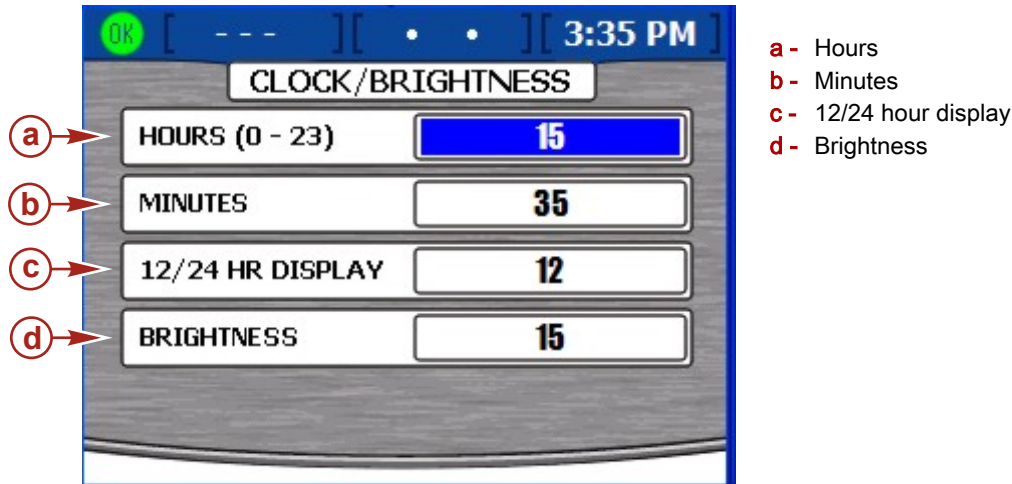 OK [ - - - ][ • • ][ 3:35 PM ]
CLOCK/BRIGHTNESS
a HOURS (0 - 23) 15
b MINUTES 35
c 12/24 HR DISPLAY 12
d BRIGHTNESS 15
a - Hours
b - Minutes
c - 12/24 hour display
d - Brightness